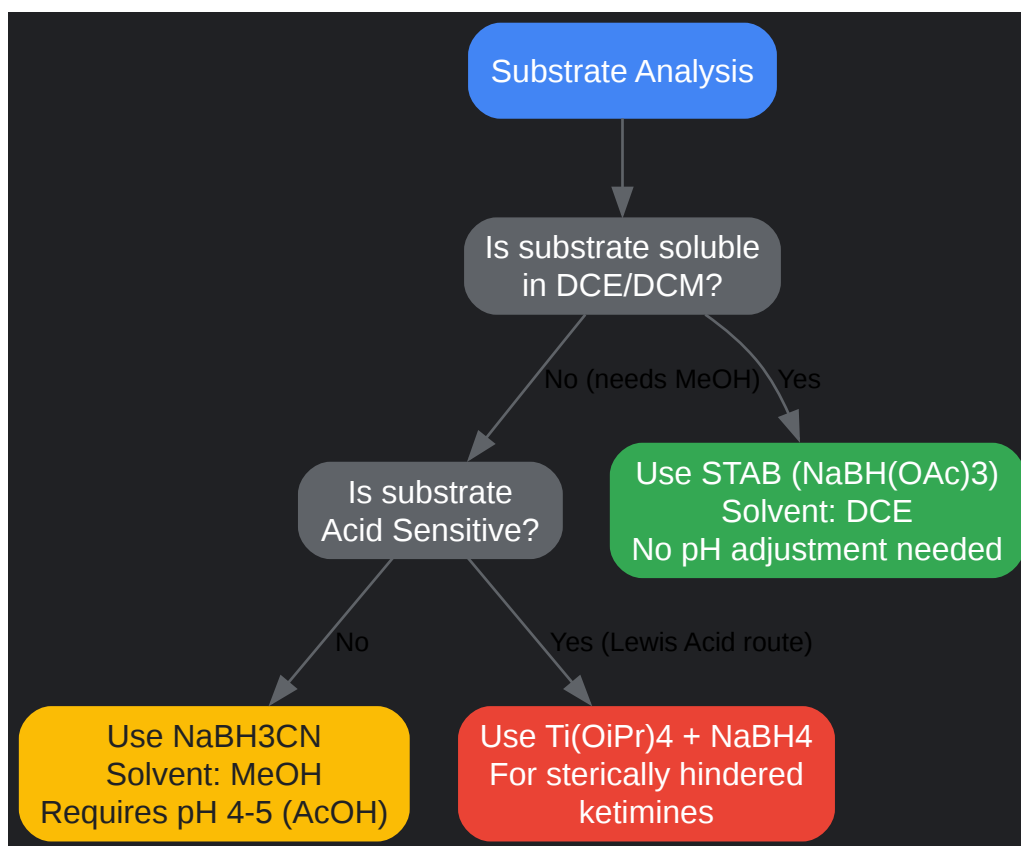 Substrate Analysis
Is substrate soluble
in DCE/DCM?
No (needs MeOH)
Yes
Is substrate
Acid Sensitive?
Use STAB (NaBH(OAc)3)
Solvent: DCE
No pH adjustment needed
No
Yes (Lewis Acid route)
Use NaBH3CN
Solvent: MeOH
Requires pH 4-5 (AcOH)
Use Ti(OiPr)4 + NaBH4
For sterically hindered
ketimines